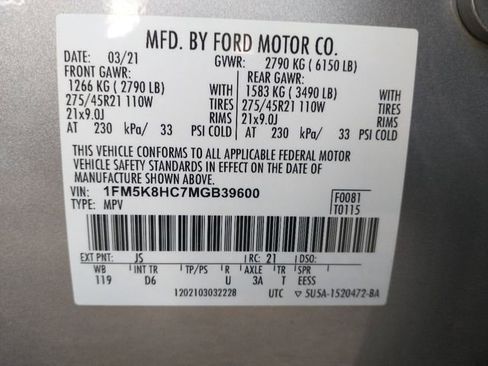 MFD. BY FORD MOTOR CO.
DATE: 03/21 GVWR: 2790 KG ( 6150 LB)
FRONT GAWR: REAR GAWR:
1266 KG ( 2790 LB) 1583 KG ( 3490 LB)
275/45R21 110W TIRES 275/45R21 110W TIRES
21x9.0J RIMS 21x9.0J RIMS
AT 230 kPa/ 33 PSI COLD AT 230 kPa/ 33 PSI COLD
THIS VEHICLE CONFORMS TO ALL APPLICABLE FEDERAL MOTOR
VEHICLE SAFETY STANDARDS IN EFFECT ON THE DATE OF
MANUFACTURE SHOWN ABOVE.
VIN: 1FM5K8HC7MGB39600 F0081
TYPE: MPV T0115
EXT PNT: JS RC: 21 DSO:
WB INT TR TP/PS R AXLE TR SPR
119 D6 U 3A T EESS
1202103032228 UTC 5U5A-1520472-BA